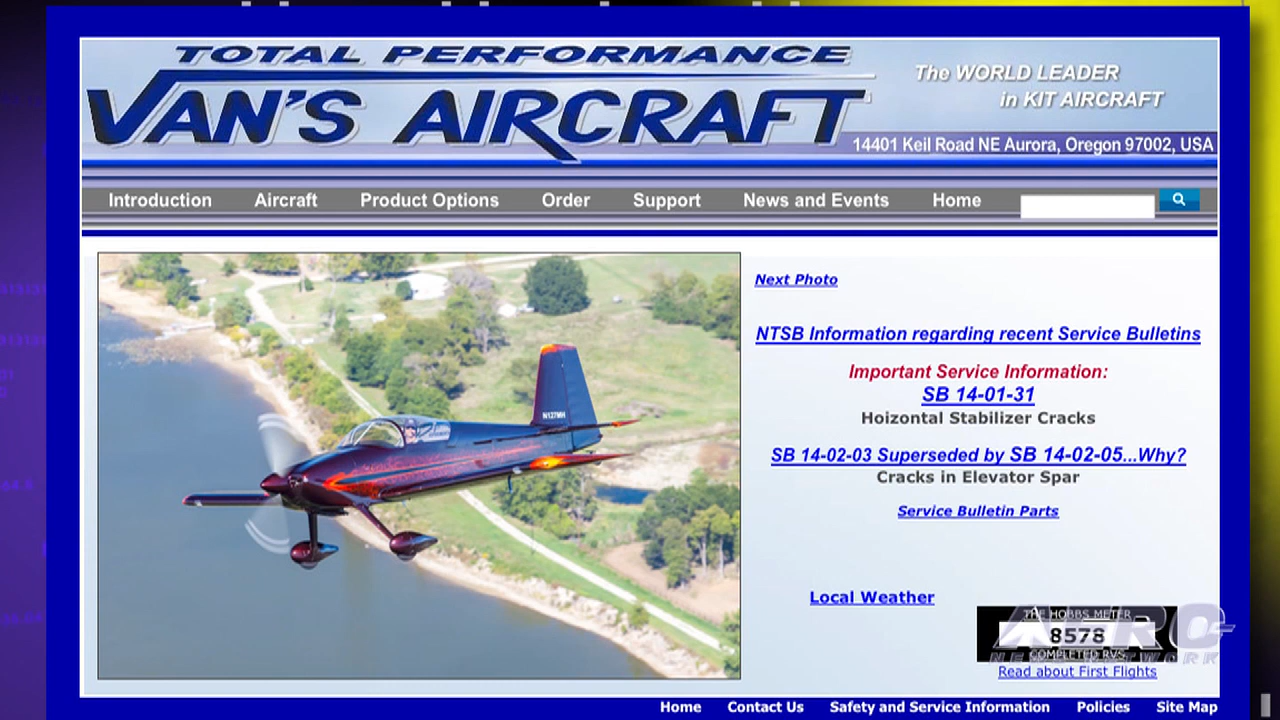 TOTAL PERFORMANCE
VAN'S AIRCRAFT
The WORLD LEADER
in KIT AIRCRAFT
14401 Keil Road NE Aurora, Oregon 97002, USA
Introduction Aircraft Product Options Order Support News and Events Home
N137MH
Next Photo
NTSB Information regarding recent Service Bulletins
Important Service Information:
SB 14-01-31
Hoizontal Stabilizer Cracks
SB 14-02-03 Superseded by SB 14-02-05...Why?
Cracks in Elevator Spar
Service Bulletin Parts
Local Weather
THE HOBBS METER
8578
COMPLETED RVS
AERO
NEWS NETWORK
Read about First Flights
Home Contact Us Safety and Service Information Policies Site Map